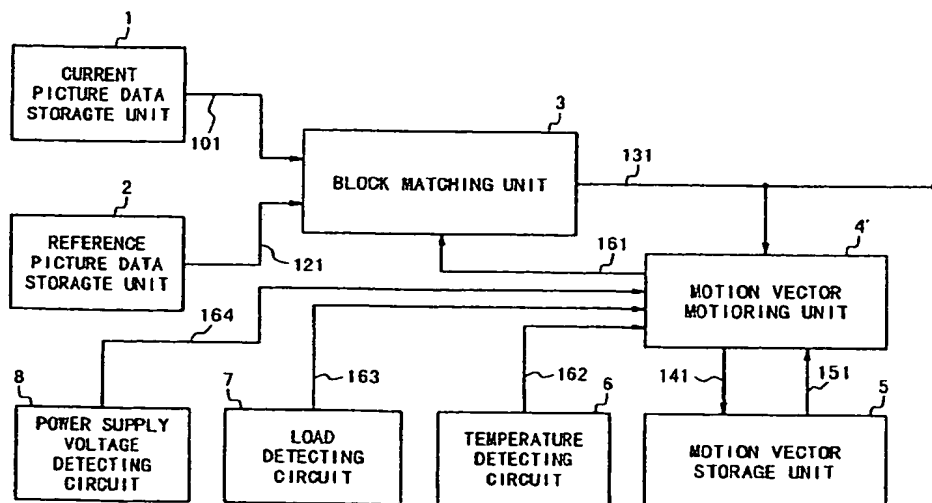 1
CURRENT
PICTURE DATA
STORAGTE UNIT
101
3
BLOCK MATCHING UNIT
131
2
REFERENCE
PICTURE DATA
STORAGTE UNIT
121
161
4'
MOTION VECTOR
MOTIORING UNIT
164
163
162
141
151
8
POWER SUPPLY
VOLTAGE
DETECTING
CIRCUIT
7
LOAD
DETECTING
CIRCUIT
6
TEMPERATURE
DETECTING
CIRCUIT
5
MOTION VECTOR
STORAGE UNIT